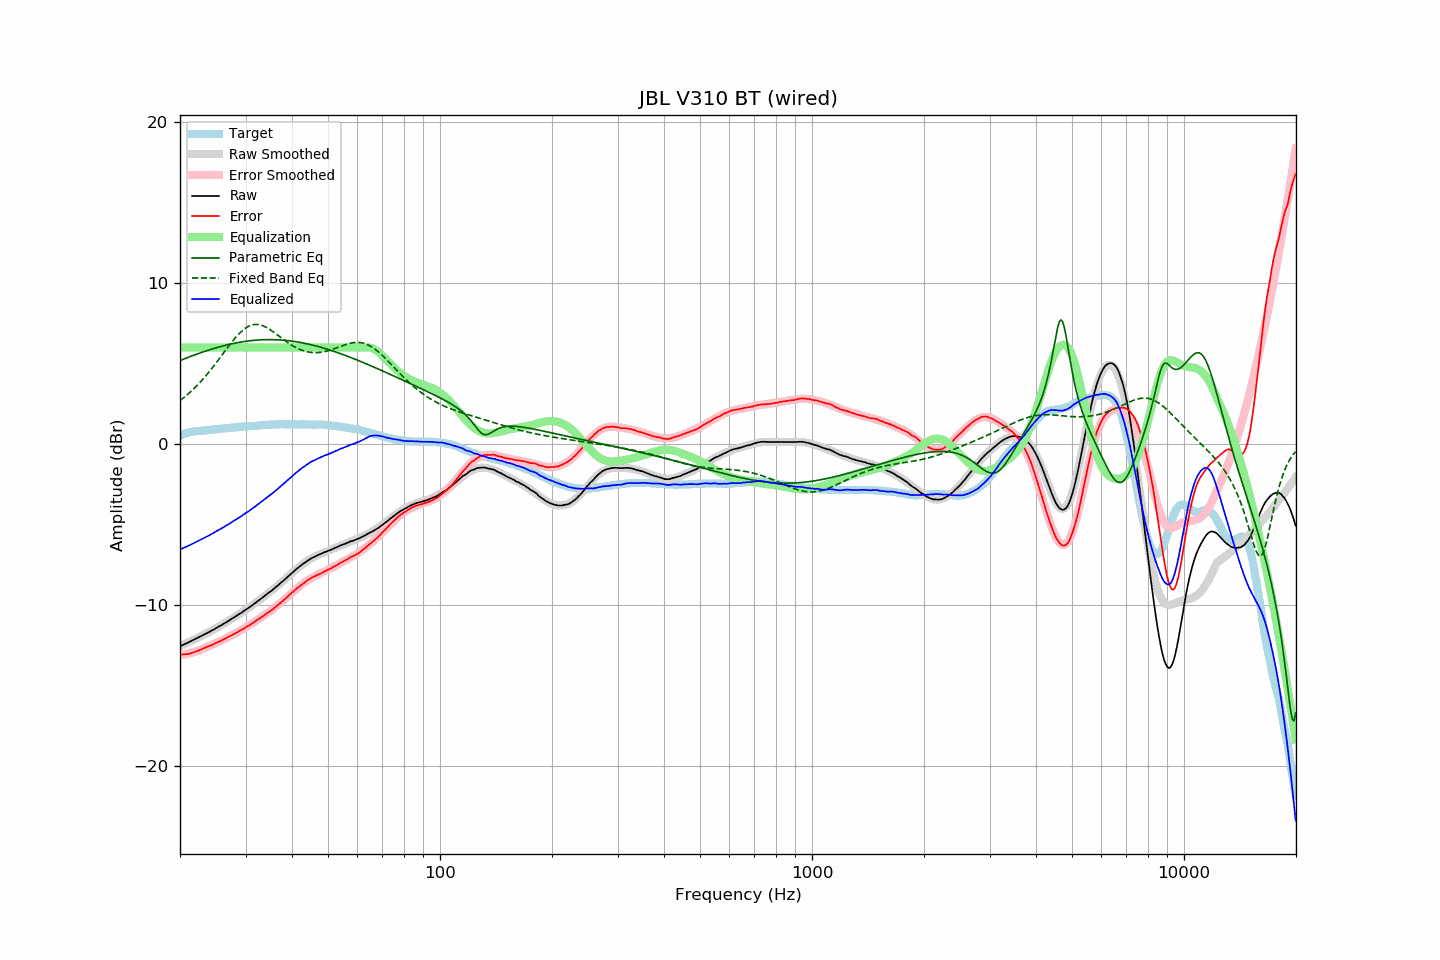 JBL V310 BT (wired)
20
10
0
−10
−20
Amplitude (dBr)
Target
Raw Smoothed
Error Smoothed
Raw
Error
Equalization
Parametric Eq
Fixed Band Eq
Equalized
100
1000
10000
Frequency (Hz)